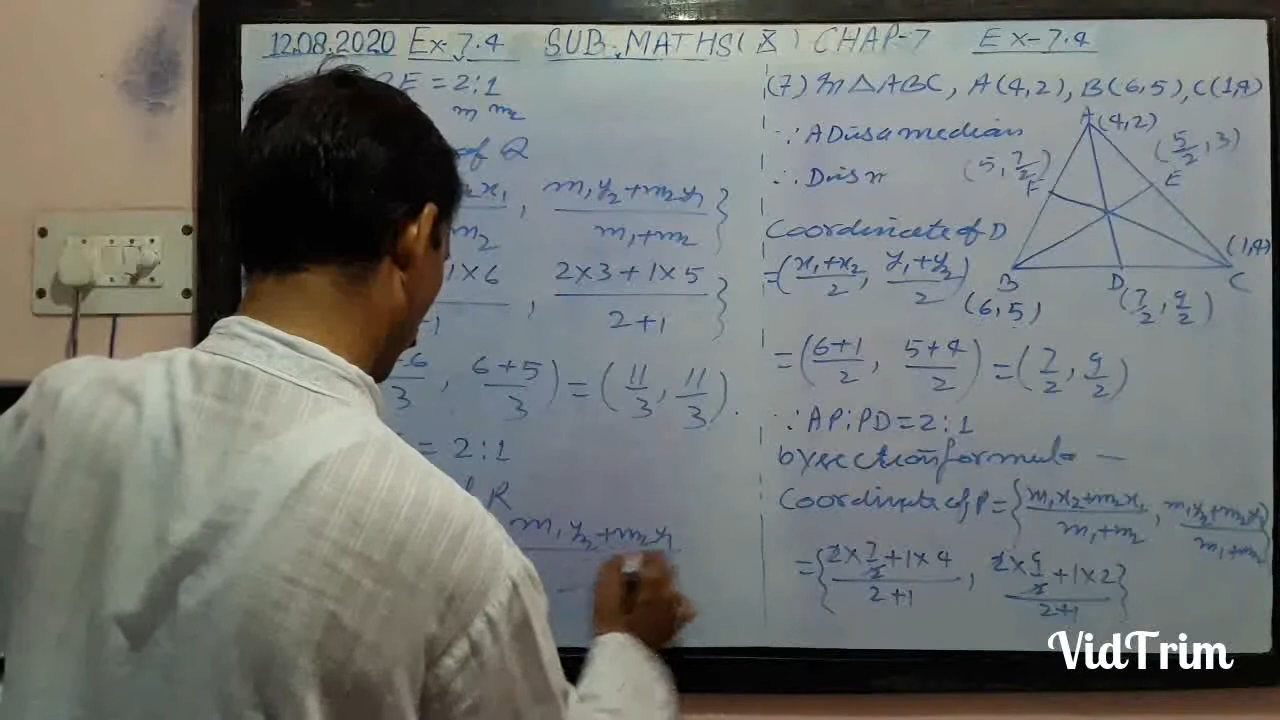 12.08.2020 Ex-7.4 SUB-MATHS(X) CHAP-7 Ex-7.4
E = 2:1
m₁ m₂
of Q
x₁, m₁y₂+m₂y₁ }
m₂ m₁+m₂
1×6, 2×3+1×5 }
2+1
6/3, 6+5/3) = (11/3, 11/3).
= 2:1
R
m₁y₂+m₂y₁
(7) In △ABC, A(4,2), B(6,5), C(1,4)
∵ AD is a median
∴ D is
Coordinate of D
= (x₁+x₂/2, y₁+y₂/2)
= (6+1/2, 5+4/2) = (7/2, 9/2)
∵ AP:PD = 2:1
by section formula —
Coordinate of P = {m₁x₂+m₂x₁/m₁+m₂, m₁y₂+m₂y₁/m₁+m₂}
= {2×7/2+1×4/2+1, 2×9/2+1×2/2+1}
A(4,2)
(5/2, 3)
(5, 7/2)
F
E
(1,4)
B
D
C
(6,5)
(7/2, 9/2)
VidTrim